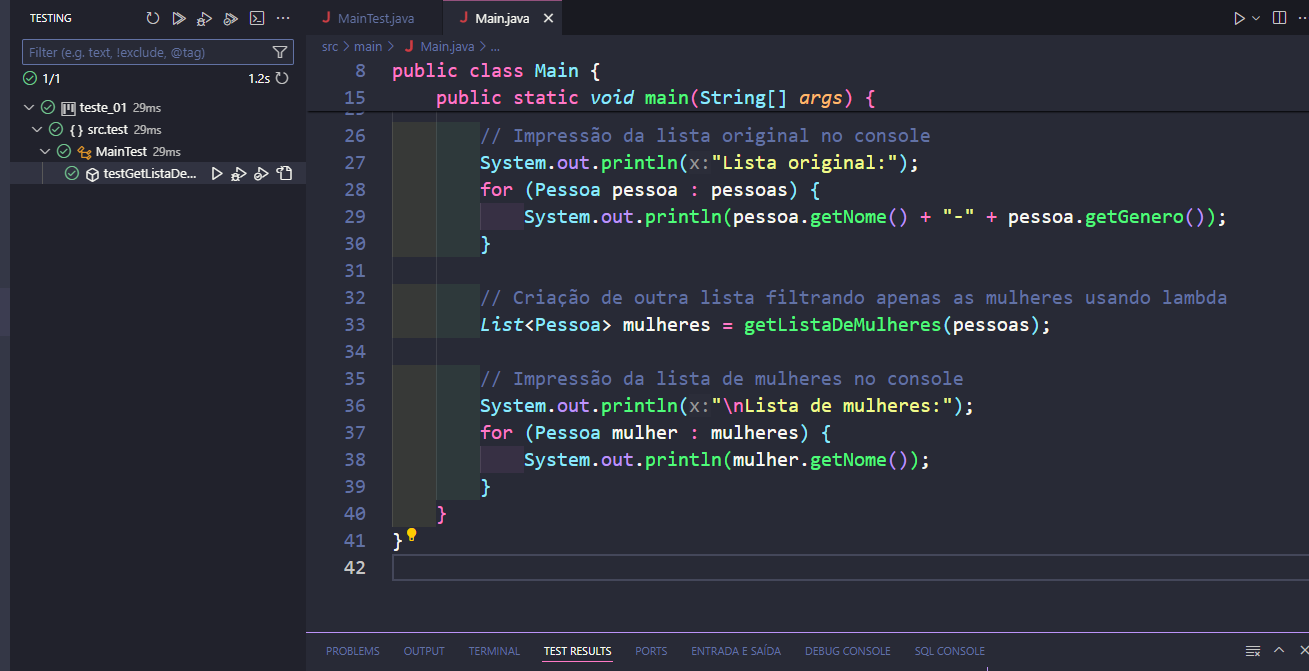 TESTING
Filter (e.g. text, !exclude, @tag)
1/1
1.2s
teste_01 29ms
{ } src.test 29ms
MainTest 29ms
testGetListaDe...
J MainTest.java
J Main.java
src > main > J Main.java > ...
8 public class Main {
15 public static void main(String[] args) {
26 // Impressão da lista original no console
27 System.out.println(x:"Lista original:");
28 for (Pessoa pessoa : pessoas) {
29 System.out.println(pessoa.getNome() + "-" + pessoa.getGenero());
30 }
31
32 // Criação de outra lista filtrando apenas as mulheres usando lambda
33 List<Pessoa> mulheres = getListaDeMulheres(pessoas);
34
35 // Impressão da lista de mulheres no console
36 System.out.println(x:"\nLista de mulheres:");
37 for (Pessoa mulher : mulheres) {
38 System.out.println(mulher.getNome());
39 }
40 }
41 }
42
PROBLEMS OUTPUT TERMINAL TEST RESULTS PORTS ENTRADA E SAÍDA DEBUG CONSOLE SQL CONSOLE